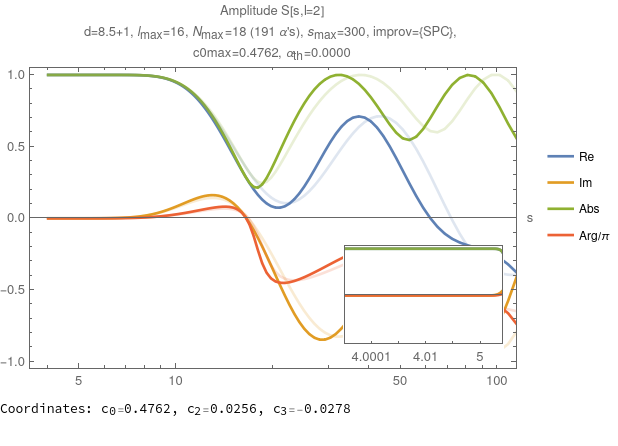 Amplitude S[s,l=2]
d=8.5+1, lmax=16, Nmax=18 (191 α's), smax=300, improv={SPC},
c0max=0.4762, αth=0.0000
1.0
0.5
0.0
−0.5
−1.0
5
10
50
100
s
4.0001
4.01
5
Re
Im
Abs
Arg/π
Coordinates: c0=0.4762, c2=0.0256, c3=-0.0278